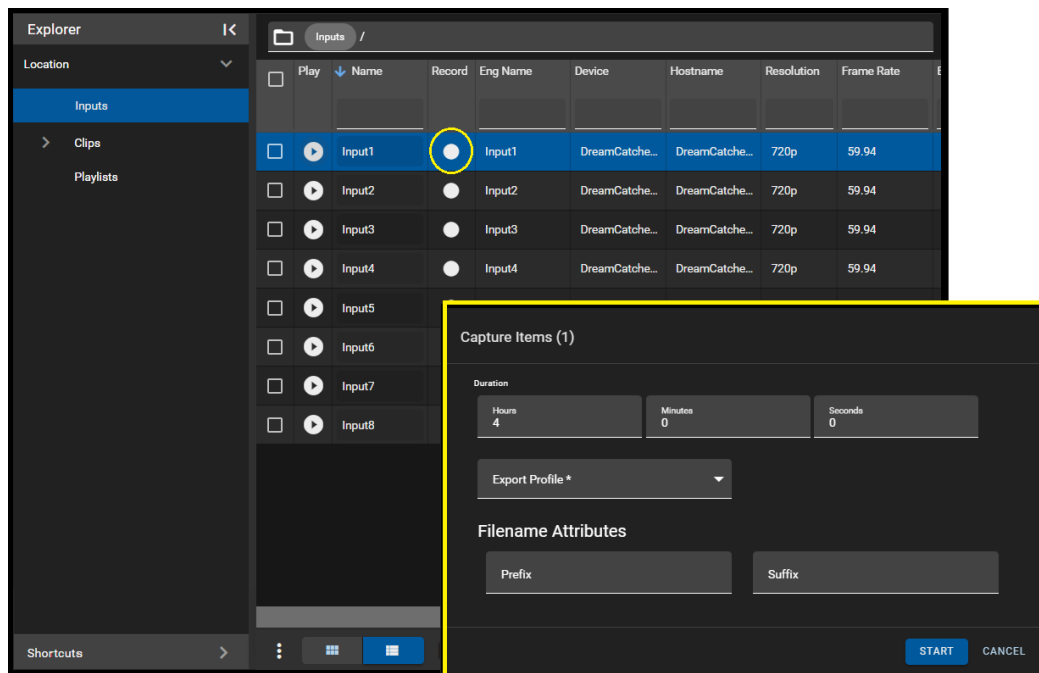 Explorer
Inputs /
Location
Play Name Record Eng Name Device Hostname Resolution Frame Rate
Inputs
Clips
Playlists
Input1 Input1 DreamCatche... DreamCatche... 720p 59.94
Input2 Input2 DreamCatche... DreamCatche... 720p 59.94
Input3 Input3 DreamCatche... DreamCatche... 720p 59.94
Input4 Input4 DreamCatche... DreamCatche... 720p 59.94
Input5
Input6
Input7
Input8
Capture Items (1)
Duration
Hours Minutes Seconds
4 0 0
Export Profile *
Filename Attributes
Prefix Suffix
Shortcuts
START CANCEL